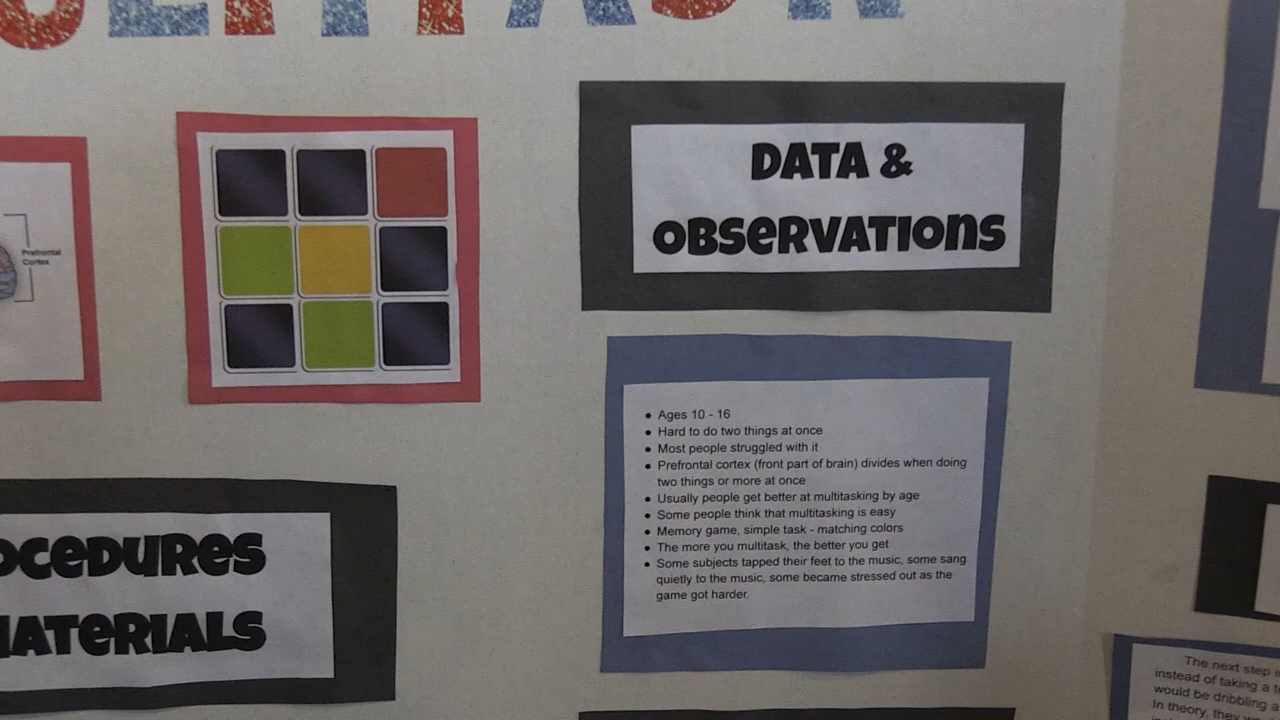 MULTITASK
Prefrontal
Cortex
DATA &
OBSERVATIONS
• Ages 10 - 16
• Hard to do two things at once
• Most people struggled with it
• Prefrontal cortex (front part of brain) divides when doing
two things or more at once
• Usually people get better at multitasking by age
• Some people think that multitasking is easy
• Memory game, simple task - matching colors
• The more you multitask, the better you get
• Some subjects tapped their feet to the music, some sang
quietly to the music, some became stressed out as the
game got harder.
OCEDURES
MATERIALS
The next step
instead of taking a
would be dribbling a
In theory, they